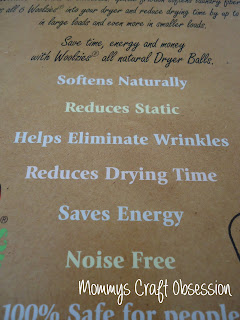 all 6 Woolzies® into your dryer and reduce drying time by up to
in large loads and even more in smaller loads.
Save time, energy and money
with Woolzies® all natural Dryer Balls.
Softens Naturally
Reduces Static
Helps Eliminate Wrinkles
Reduces Drying Time
Saves Energy
Noise Free
Mommys Craft Obsession
100% Safe for people